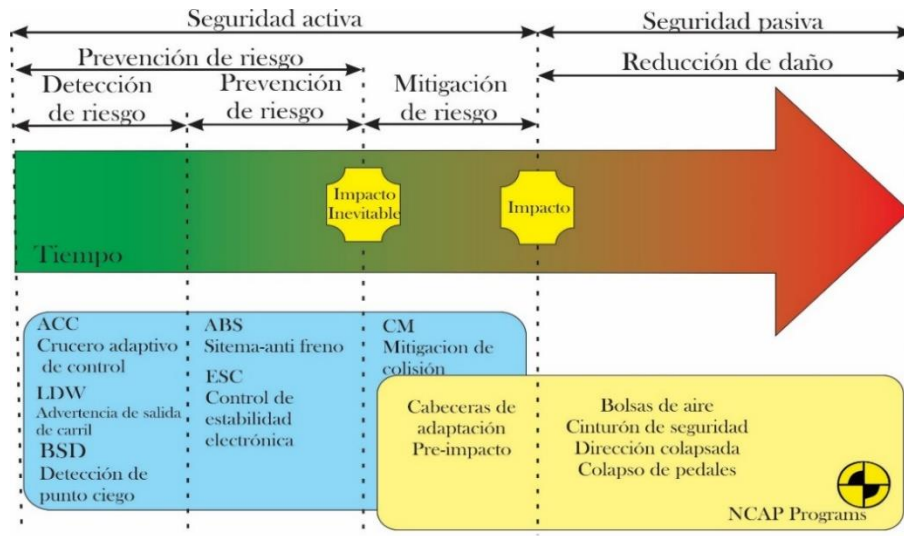 Seguridad activa
Seguridad pasiva
Prevención de riesgo
Reducción de daño
Detección
de riesgo
Prevención
de riesgo
Mitigación
de riesgo
Impacto
Inevitable
Impacto
Tiempo
ACC
Crucero adaptivo
de control
LDW
Advertencia de salida
de carril
BSD
Detección de
punto ciego
ABS
Sitema-anti freno
ESC
Control de
estabilidad
electrónica
CM
Mitigacion de
colisión
Cabeceras de
adaptación
Pre-impacto
Bolsas de aire
Cinturón de seguridad
Dirección colapsada
Colapso de pedales
NCAP Programs